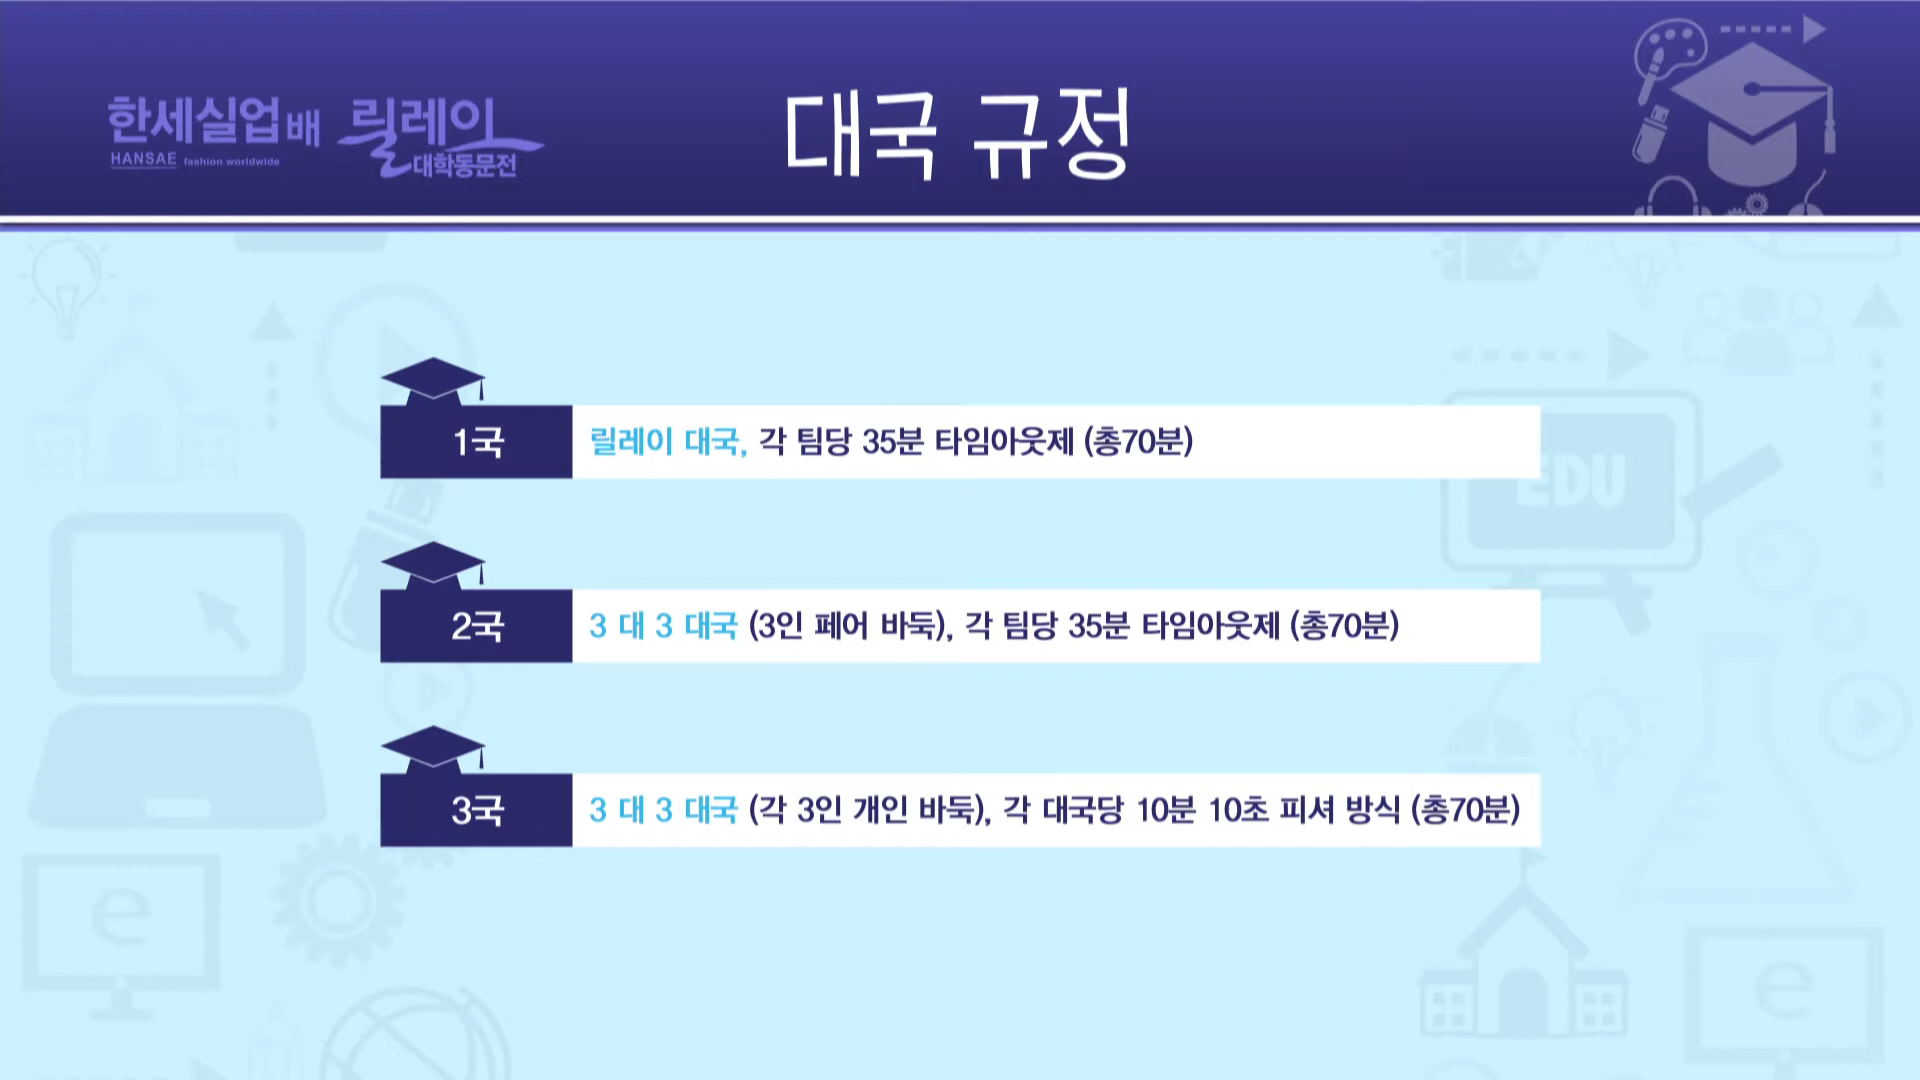 한세실업배 릴레이
HANSAE fashion worldwide
대학동문전
대국 규정
1국 릴레이 대국, 각 팀당 35분 타임아웃제 (총70분)
2국 3 대 3 대국 (3인 페어 바둑), 각 팀당 35분 타임아웃제 (총70분)
3국 3 대 3 대국 (각 3인 개인 바둑), 각 대국당 10분 10초 피셔 방식 (총70분)
EDU
e
e